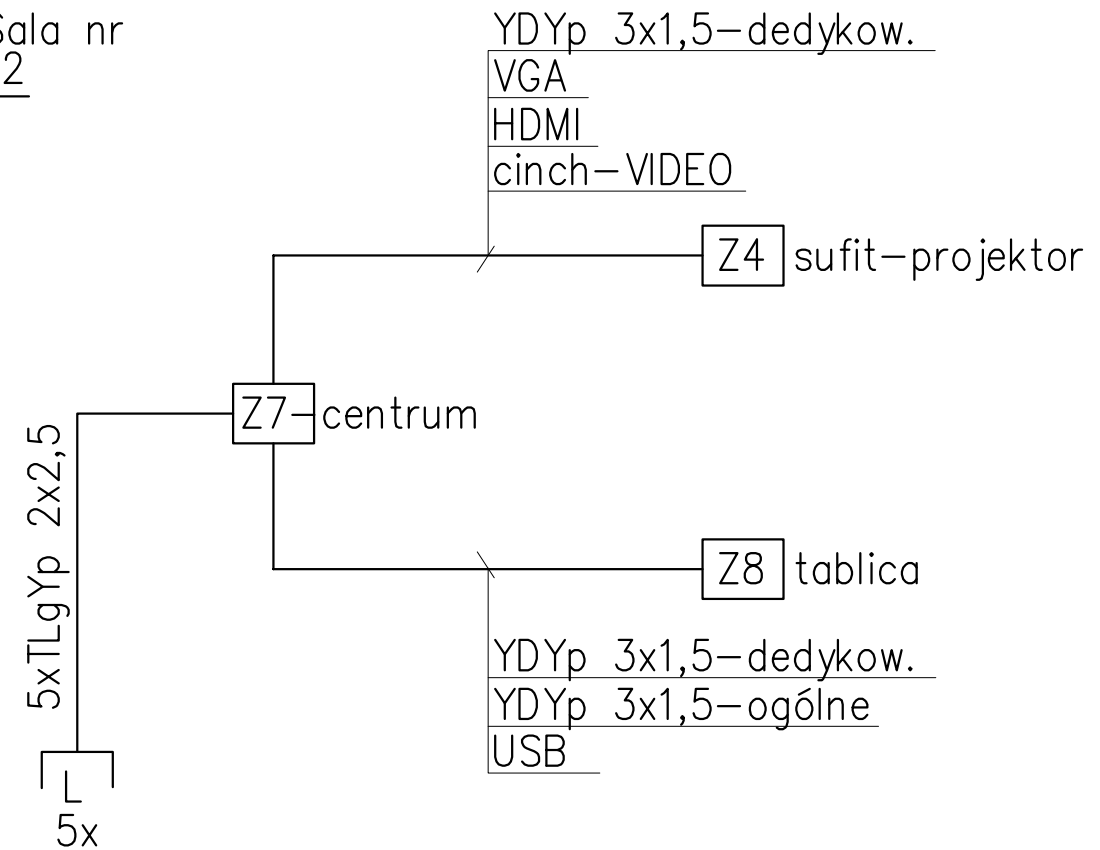 Sala nr
2
YDYp 3x1,5-dedykow.
VGA
HDMI
cinch-VIDEO
Z4 sufit-projektor
Z7-centrum
5xTLgYp 2x2,5
Z8 tablica
YDYp 3x1,5-dedykow.
YDYp 3x1,5-ogólne
USB
L
5x